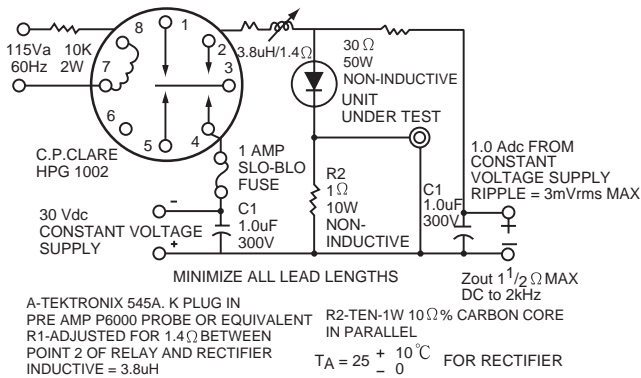 115Va
60Hz
10K
2W
8
1
2
7
3
6
5
4
C.P.CLARE
HPG 1002
3.8uH/1.4Ω
30 Ω
50W
NON-INDUCTIVE
UNIT
UNDER TEST
1 AMP
SLO-BLO
FUSE
R2
1Ω
10W
NON-
INDUCTIVE
C1
1.0uF
300V
1.0 Adc FROM
CONSTANT
VOLTAGE SUPPLY
RIPPLE = 3mVrms MAX
30 Vdc
CONSTANT VOLTAGE
SUPPLY
-
+
C1
1.0uF
300V
+
-
MINIMIZE ALL LEAD LENGTHS
Zout 1 1/2 Ω MAX
DC to 2kHz
A-TEKTRONIX 545A. K PLUG IN
PRE AMP P6000 PROBE OR EQUIVALENT
R1-ADJUSTED FOR 1.4Ω BETWEEN
POINT 2 OF RELAY AND RECTIFIER
INDUCTIVE = 3.8uH
R2-TEN-1W 10Ω% CARBON CORE
IN PARALLEL
TA = 25 + 10℃ - 0 FOR RECTIFIER